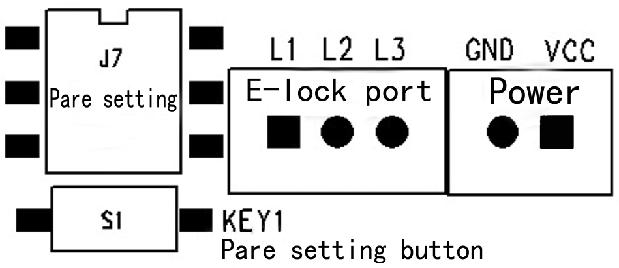 J7
Pare setting
L1 L2 L3
E-lock port
GND VCC
Power
S1
KEY1
Pare setting button